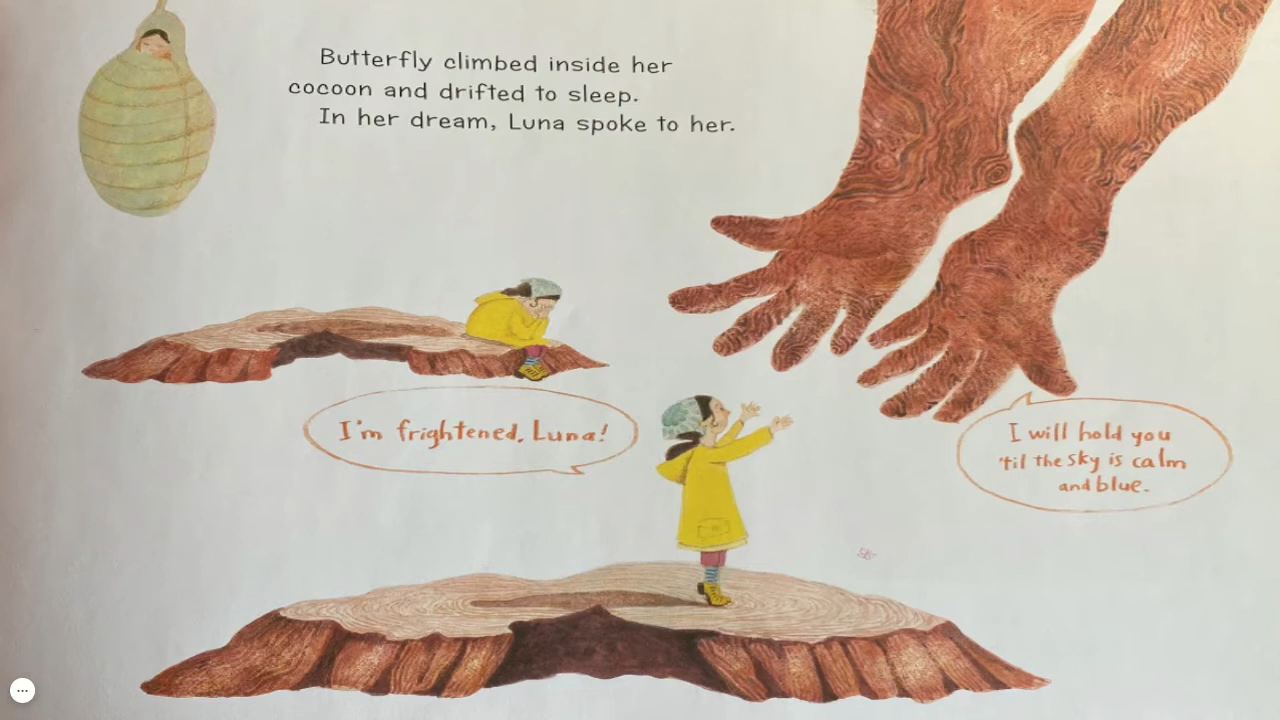 Butterfly climbed inside her
cocoon and drifted to sleep.
In her dream, Luna spoke to her.
I'm frightened, Luna!
I will hold you
'til the sky is calm
and blue.